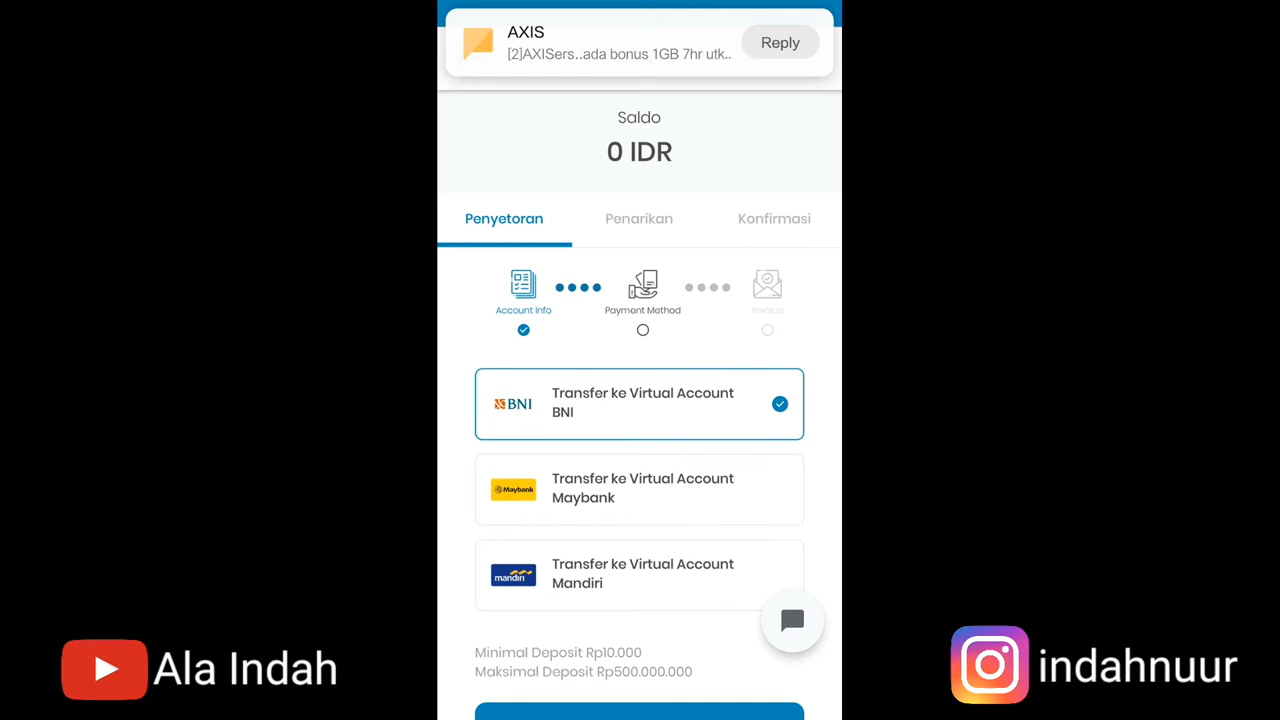 AXIS
[2]AXISers..ada bonus 1GB 7hr utk..
Reply
Saldo
0 IDR
Penyetoran
Penarikan
Konfirmasi
Account Info
Payment Method
Invoice
BNI
Transfer ke Virtual Account
BNI
Maybank
Transfer ke Virtual Account
Maybank
mandiri
Transfer ke Virtual Account
Mandiri
Minimal Deposit Rp10.000
Maksimal Deposit Rp500.000.000
Ala Indah
indahnuur